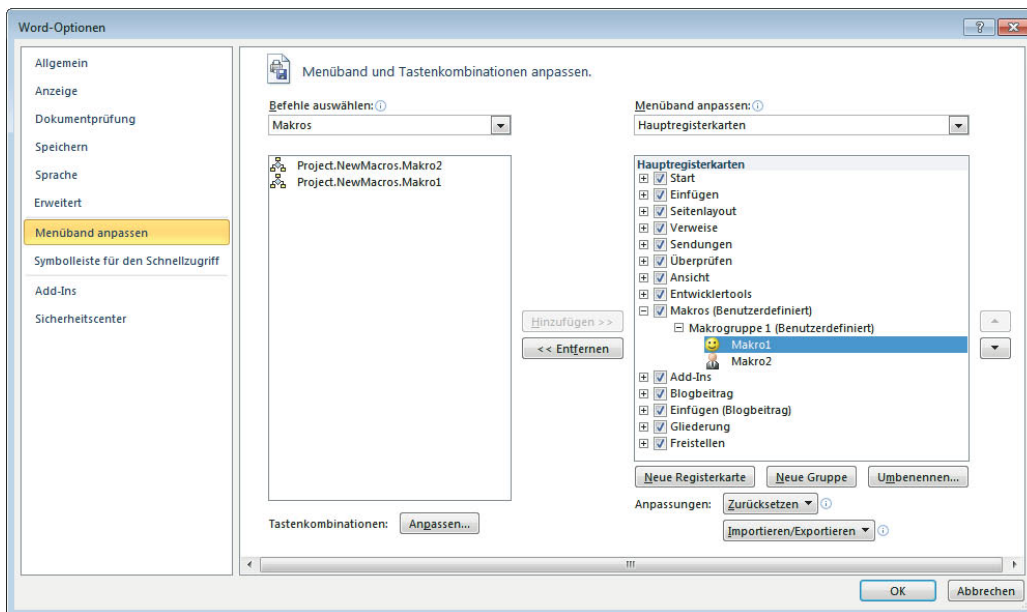 Word-Optionen
Allgemein
Anzeige
Dokumentprüfung
Speichern
Sprache
Erweitert
Menüband anpassen
Symbolleiste für den Schnellzugriff
Add-Ins
Sicherheitscenter
Menüband und Tastenkombinationen anpassen.
Befehle auswählen:
Makros
Project.NewMacros.Makro2
Project.NewMacros.Makro1
Tastenkombinationen: Anpassen...
Hinzufügen >>
<< Entfernen
Menüband anpassen:
Hauptregisterkarten
Hauptregisterkarten
Start
Einfügen
Seitenlayout
Verweise
Sendungen
Überprüfen
Ansicht
Entwicklertools
Makros (Benutzerdefiniert)
Makrogruppe 1 (Benutzerdefiniert)
Makro1
Makro2
Add-Ins
Blogbeitrag
Einfügen (Blogbeitrag)
Gliederung
Freistellen
Neue Registerkarte Neue Gruppe Umbenennen...
Anpassungen: Zurücksetzen
Importieren/Exportieren
OK Abbrechen